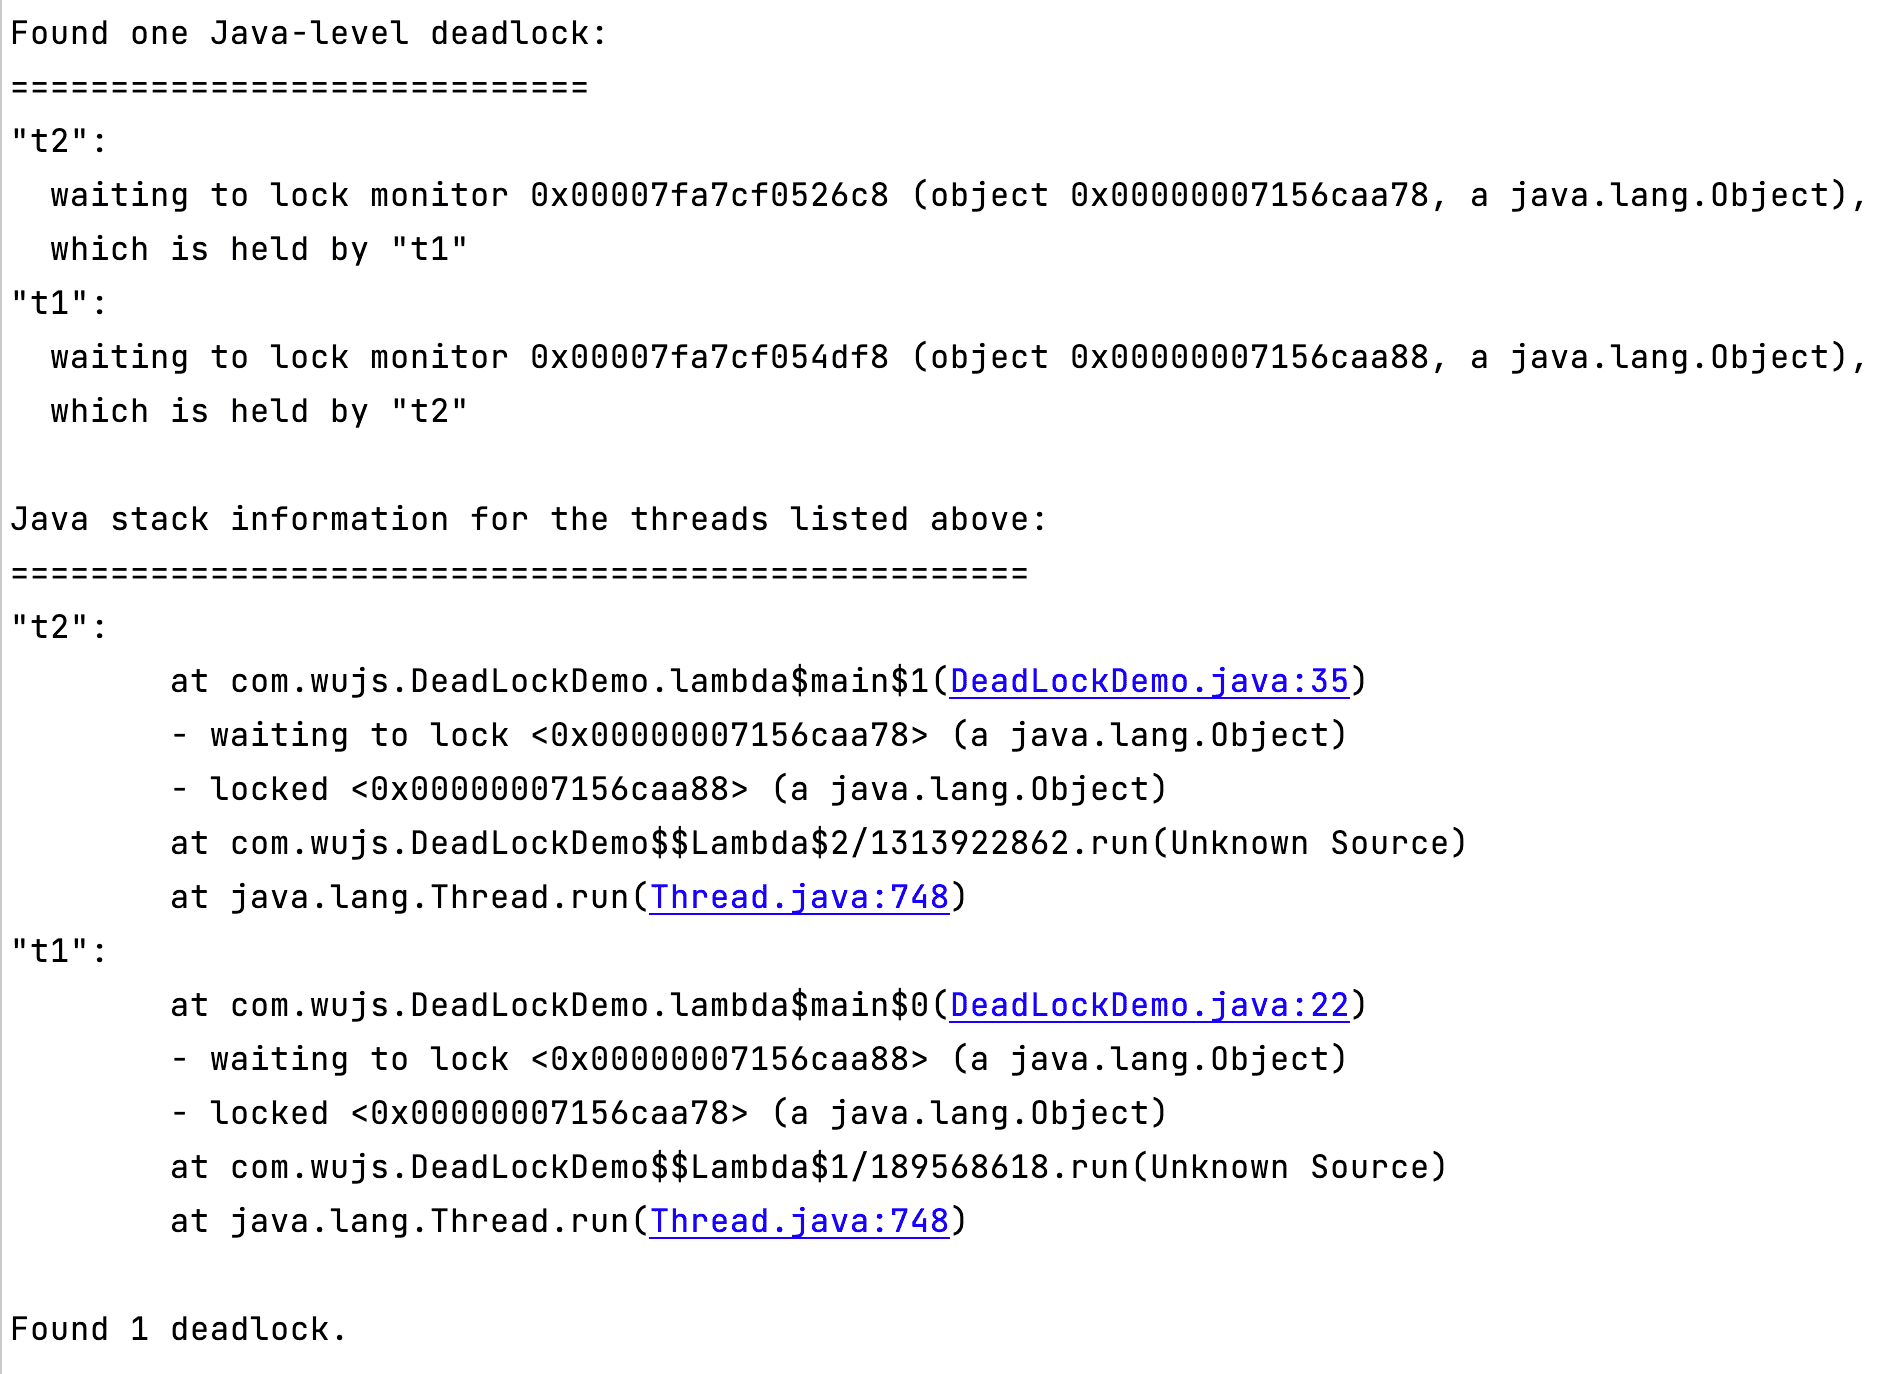 Found one Java-level deadlock:
=============================
"t2":
  waiting to lock monitor 0x00007fa7cf0526c8 (object 0x00000007156caa78, a java.lang.Object),
  which is held by "t1"
"t1":
  waiting to lock monitor 0x00007fa7cf054df8 (object 0x00000007156caa88, a java.lang.Object),
  which is held by "t2"

Java stack information for the threads listed above:
===================================================
"t2":
        at com.wujs.DeadLockDemo.lambda$main$1(DeadLockDemo.java:35)
        - waiting to lock <0x00000007156caa78> (a java.lang.Object)
        - locked <0x00000007156caa88> (a java.lang.Object)
        at com.wujs.DeadLockDemo$$Lambda$2/1313922862.run(Unknown Source)
        at java.lang.Thread.run(Thread.java:748)
"t1":
        at com.wujs.DeadLockDemo.lambda$main$0(DeadLockDemo.java:22)
        - waiting to lock <0x00000007156caa88> (a java.lang.Object)
        - locked <0x00000007156caa78> (a java.lang.Object)
        at com.wujs.DeadLockDemo$$Lambda$1/189568618.run(Unknown Source)
        at java.lang.Thread.run(Thread.java:748)

Found 1 deadlock.